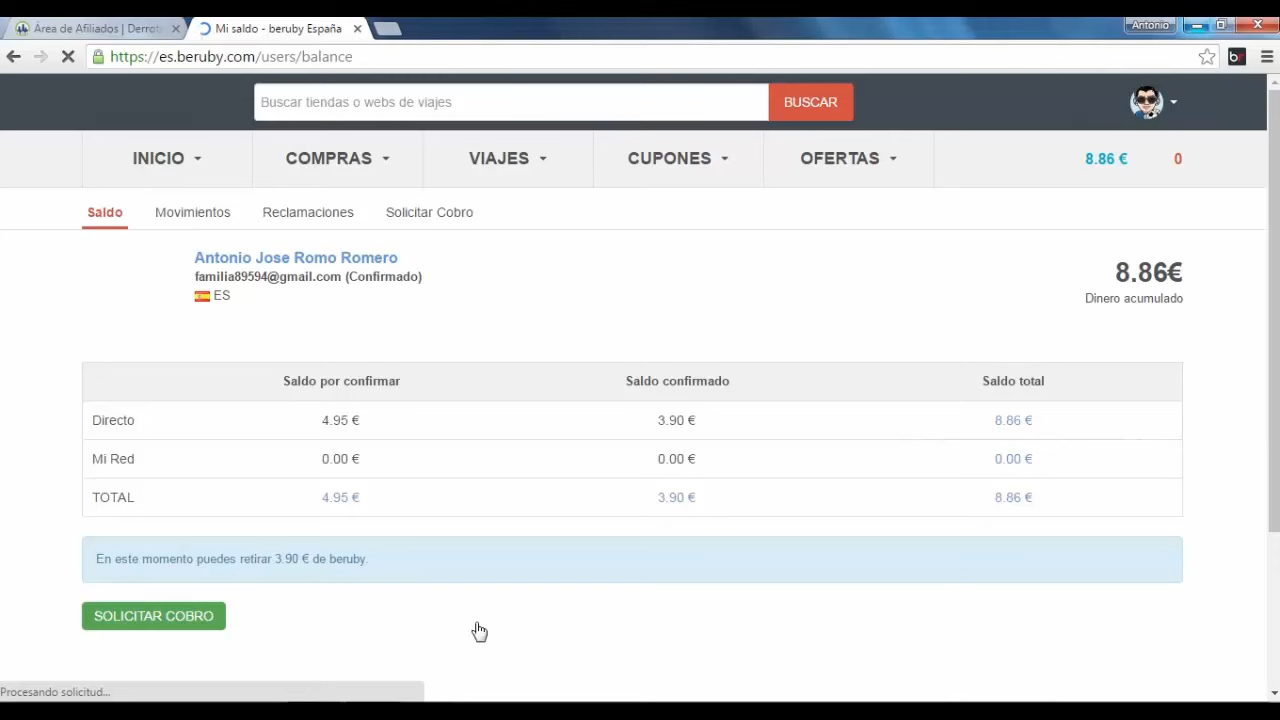 Área de Afiliados | Derrot
Mi saldo - beruby España
Antonio
https://es.beruby.com/users/balance
br
Buscar tiendas o webs de viajes
BUSCAR
INICIO
COMPRAS
VIAJES
CUPONES
OFERTAS
8.86 €
0
Saldo
Movimientos
Reclamaciones
Solicitar Cobro
Antonio Jose Romo Romero
familia89594@gmail.com (Confirmado)
ES
8.86€
Dinero acumulado
Saldo por confirmar Saldo confirmado Saldo total
Directo 4.95 € 3.90 € 8.86 €
Mi Red 0.00 € 0.00 € 0.00 €
TOTAL 4.95 € 3.90 € 8.86 €
En este momento puedes retirar 3.90 € de beruby.
SOLICITAR COBRO
Procesando solicitud...